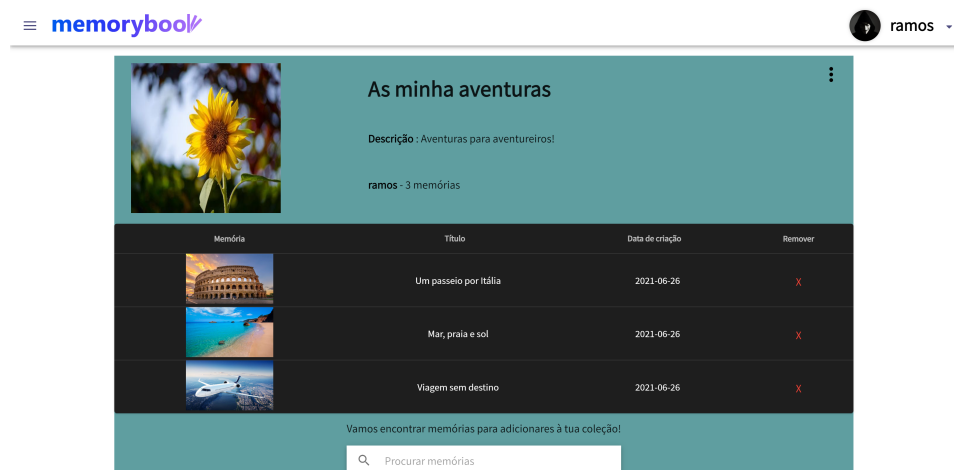 memorybook
ramos
As minha aventuras
Descrição : Aventuras para aventureiros!
ramos - 3 memórias
Memória Título Data de criação Remover
Um passeio por Itália 2021-06-26 X
Mar, praia e sol 2021-06-26 X
Viagem sem destino 2021-06-26 X
Vamos encontrar memórias para adicionares à tua coleção!
Procurar memórias